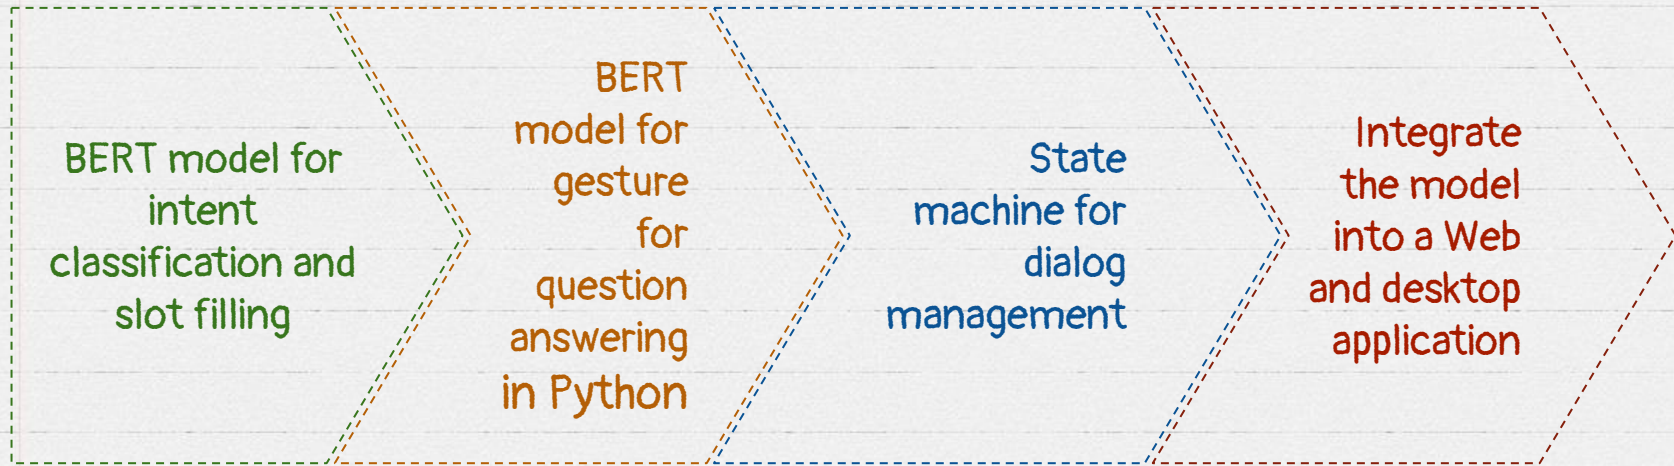 BERT model for
intent
classification and
slot filling
BERT
model for
gesture
for
question
answering
in Python
State
machine for
dialog
management
Integrate
the model
into a Web
and desktop
application